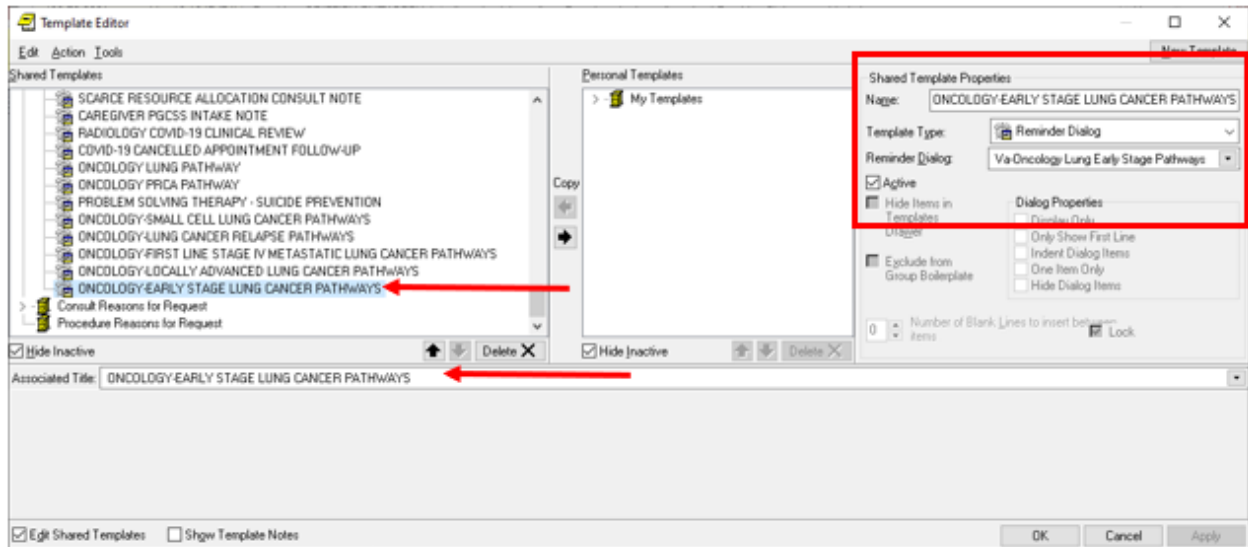 Template Editor
Edit Action Tools
New Template
Shared Templates
SCARCE RESOURCE ALLOCATION CONSULT NOTE
CAREGIVER PGCSS INTAKE NOTE
RADIOLOGY COVID-19 CLINICAL REVIEW
COVID-19 CANCELLED APPOINTMENT FOLLOW-UP
ONCOLOGY LUNG PATHWAY
ONCOLOGY PRCA PATHWAY
PROBLEM SOLVING THERAPY - SUICIDE PREVENTION
ONCOLOGY-SMALL CELL LUNG CANCER PATHWAYS
ONCOLOGY-LUNG CANCER RELAPSE PATHWAYS
ONCOLOGY-FIRST LINE STAGE IV METASTATIC LUNG CANCER PATHWAYS
ONCOLOGY-LOCALLY ADVANCED LUNG CANCER PATHWAYS
ONCOLOGY-EARLY STAGE LUNG CANCER PATHWAYS
Consult Reasons for Request
Procedure Reasons for Request
Hide Inactive
Delete
Copy
Personal Templates
My Templates
Hide Inactive
Delete
Shared Template Properties
Name: ONCOLOGY-EARLY STAGE LUNG CANCER PATHWAYS
Template Type: Reminder Dialog
Reminder Dialog: Va-Oncology Lung Early Stage Pathways
Active
Hide Items in
Templates
Drawer
Exclude from
Group Boilerplate
Dialog Properties
Display Only
Only Show First Line
Indent Dialog Items
One Item Only
Hide Dialog Items
0 Number of Blank Lines to insert between
items
Lock
Associated Title: ONCOLOGY-EARLY STAGE LUNG CANCER PATHWAYS
Edit Shared Templates Show Template Notes
OK Cancel Apply